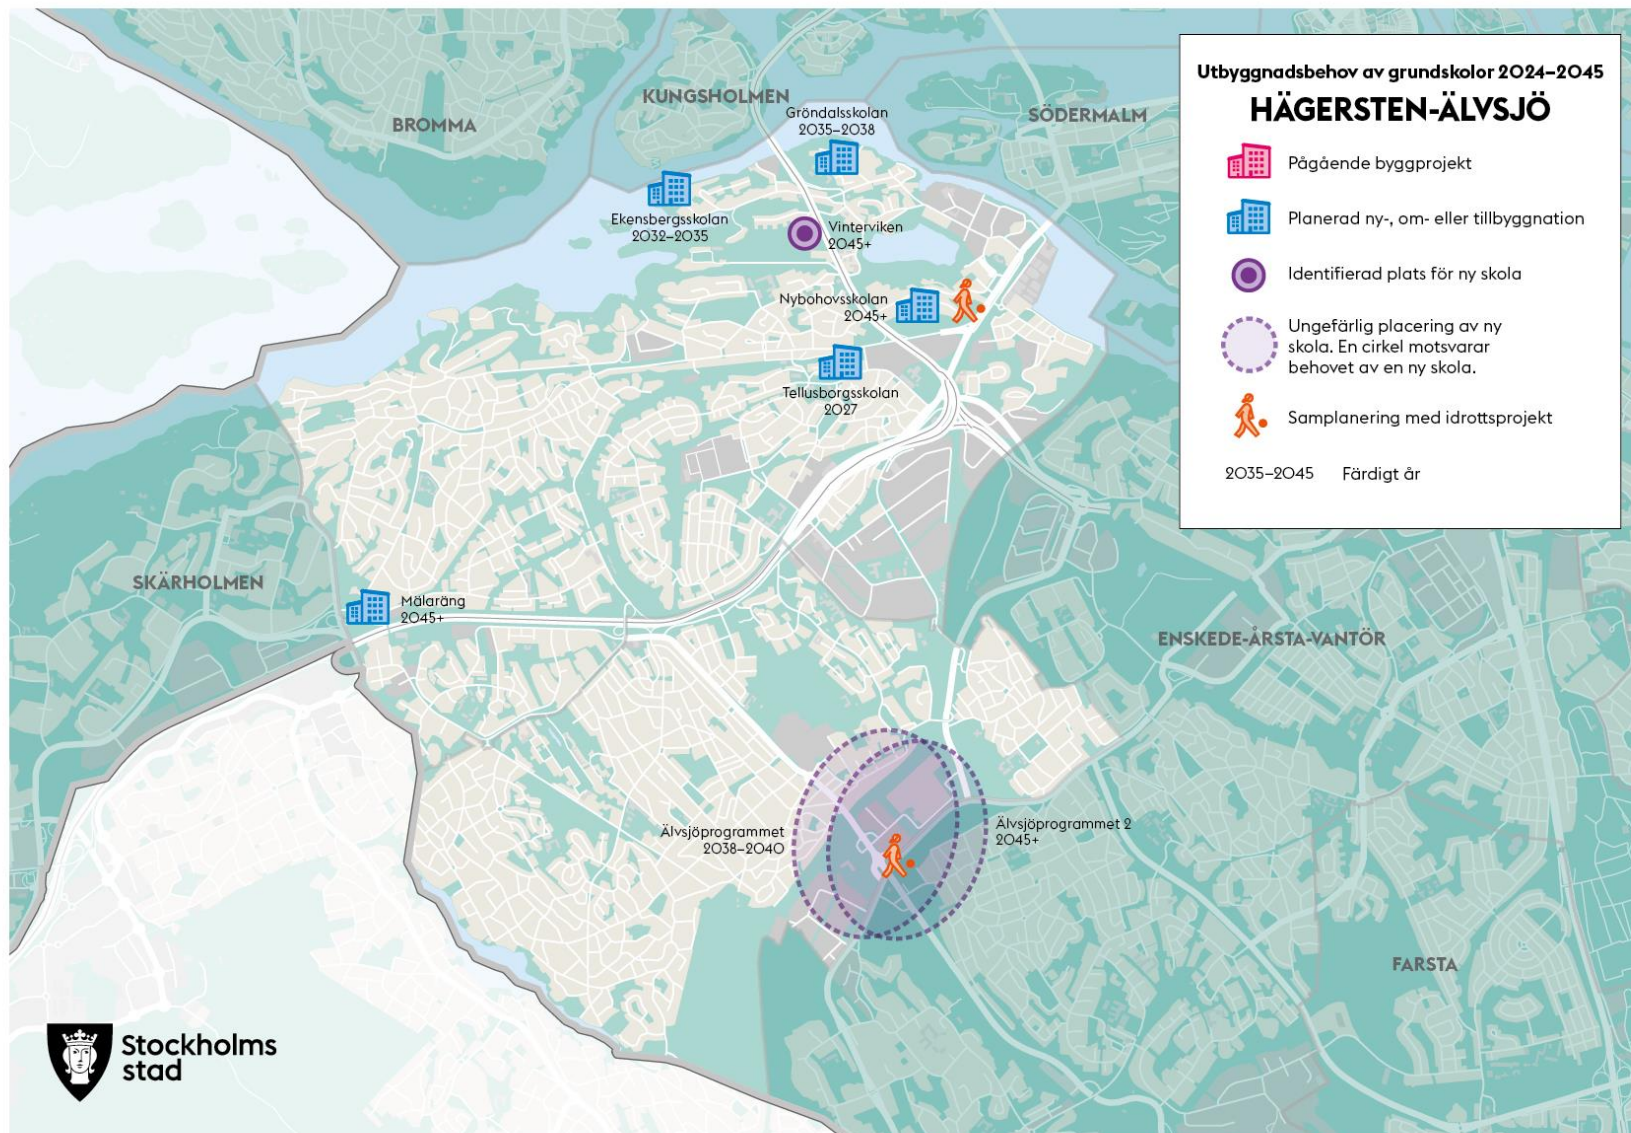 KUNGSHOLMEN
BROMMA
SÖDERMALM
Gröndalsskolan
2035–2038
Ekensbergsskolan
2032–2035
Vinterviken
2045+
Nybohovsskolan
2045+
Tellusborgsskolan
2027
SKÄRHOLMEN
Mälaräng
2045+
ENSKEDE-ÅRSTA-VANTÖR
Älvsjöprogrammet
2038–2040
Älvsjöprogrammet 2
2045+
FARSTA
Utbyggnadsbehov av grundskolor 2024–2045
HÄGERSTEN-ÄLVSJÖ
Pågående byggprojekt
Planerad ny-, om- eller tillbyggnation
Identifierad plats för ny skola
Ungefärlig placering av ny
skola. En cirkel motsvarar
behovet av en ny skola.
Samplanering med idrottsprojekt
2035–2045 Färdigt år
Stockholms
stad